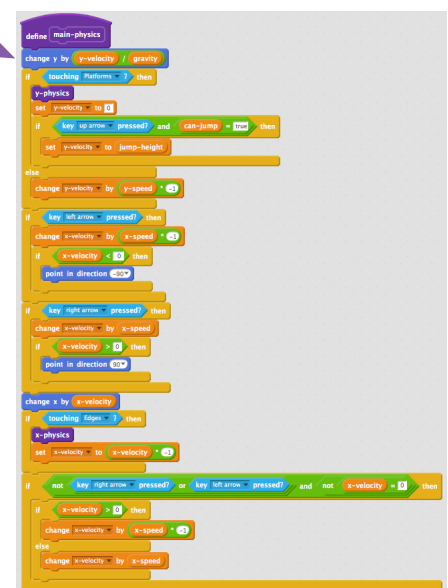 define main-physics
change y by y-velocity / gravity
if touching Platforms ? then
y-physics
set y-velocity to 0
if key up arrow pressed? and can-jump = true then
set y-velocity to jump-height
else
change y-velocity by y-speed * -1
if key left arrow pressed? then
change x-velocity by x-speed * -1
if x-velocity < 0 then
point in direction -90
if key right arrow pressed? then
change x-velocity by x-speed
if x-velocity > 0 then
point in direction 90
change x by x-velocity
if touching Edges ? then
x-physics
set x-velocity to x-velocity * -1
if not key right arrow pressed? or key left arrow pressed? and not x-velocity = 0 then
if x-velocity > 0 then
change x-velocity by x-speed * -1
else
change x-velocity by x-speed